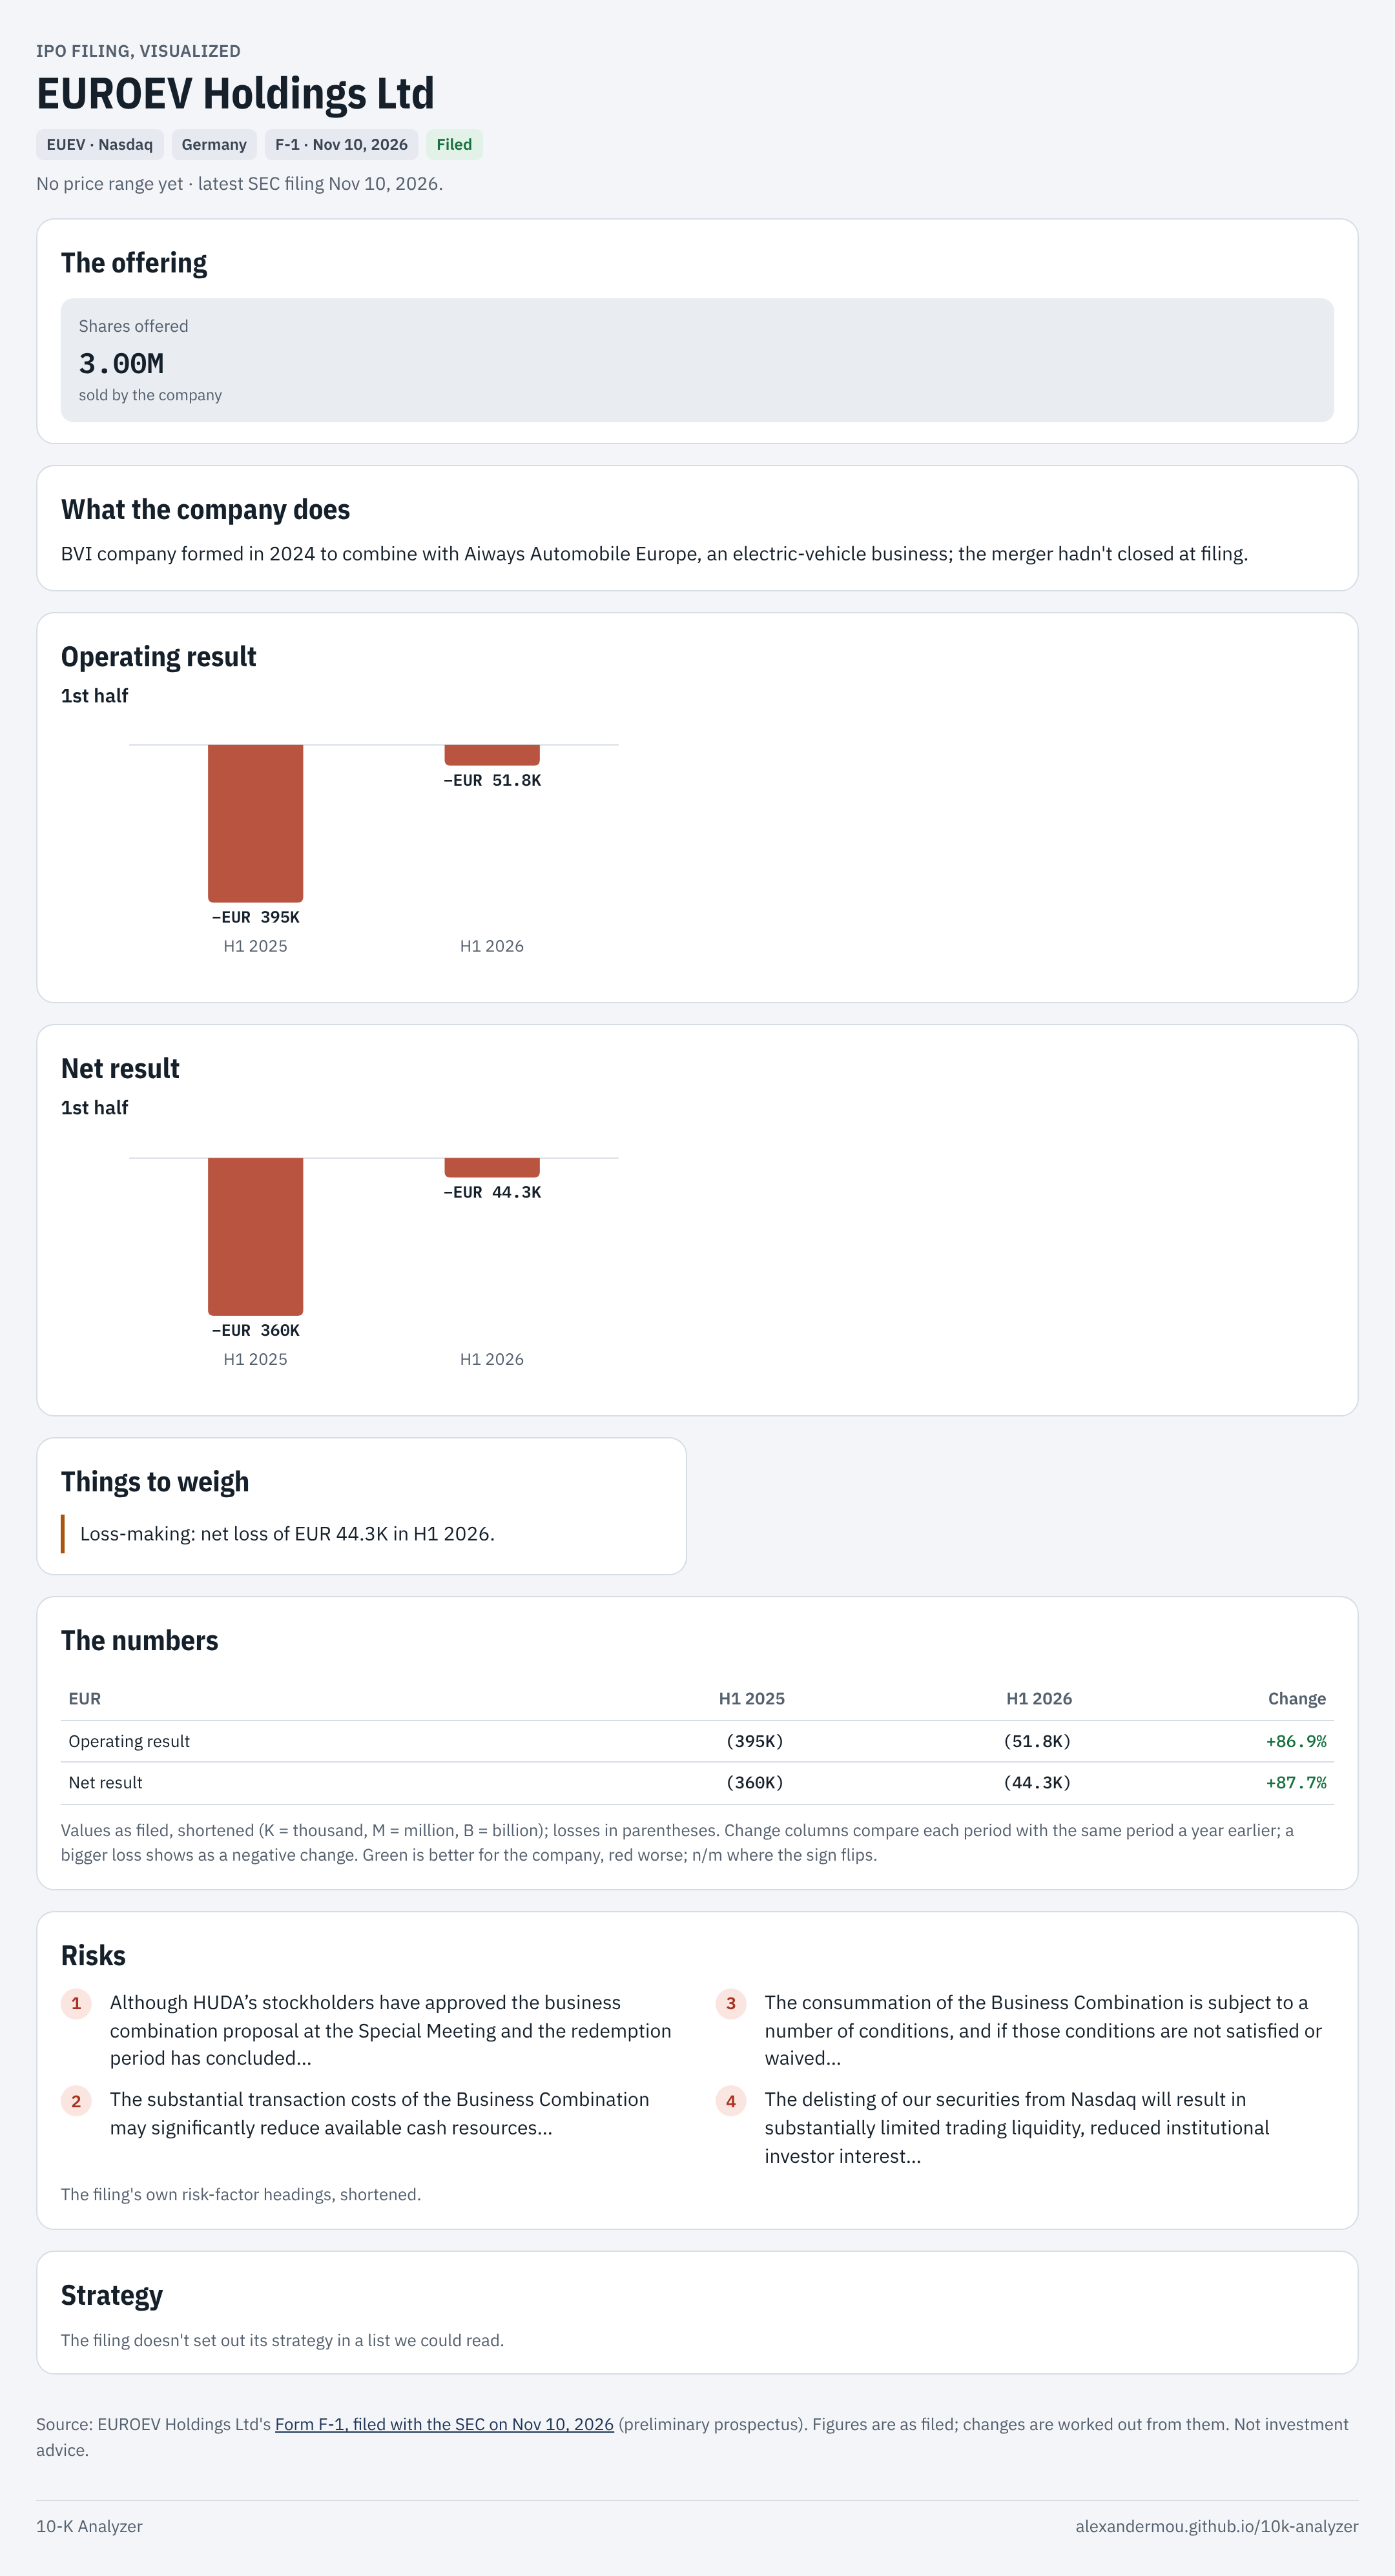 IPO FILING, VISUALIZED
EUROEV Holdings Ltd
EUEV · Nasdaq
Germany
F-1 · Nov 10, 2026
Filed
No price range yet · latest SEC filing Nov 10, 2026.
The offering
Shares offered
3.00M
sold by the company
What the company does
BVI company formed in 2024 to combine with Aiways Automobile Europe, an electric-vehicle business; the merger hadn't closed at filing.
Operating result
1st half
−EUR 51.8K
−EUR 395K
H1 2025
H1 2026
Net result
1st half
−EUR 44.3K
−EUR 360K
H1 2025
H1 2026
Things to weigh
Loss-making: net loss of EUR 44.3K in H1 2026.
The numbers
EUR H1 2025 H1 2026 Change
Operating result (395K) (51.8K) +86.9%
Net result (360K) (44.3K) +87.7%
Values as filed, shortened (K = thousand, M = million, B = billion); losses in parentheses. Change columns compare each period with the same period a year earlier; a
bigger loss shows as a negative change. Green is better for the company, red worse; n/m where the sign flips.
Risks
1 Although HUDA’s stockholders have approved the business
combination proposal at the Special Meeting and the redemption
period has concluded…
2 The substantial transaction costs of the Business Combination
may significantly reduce available cash resources…
3 The consummation of the Business Combination is subject to a
number of conditions, and if those conditions are not satisfied or
waived…
4 The delisting of our securities from Nasdaq will result in
substantially limited trading liquidity, reduced institutional
investor interest…
The filing's own risk-factor headings, shortened.
Strategy
The filing doesn't set out its strategy in a list we could read.
Source: EUROEV Holdings Ltd's Form F-1, filed with the SEC on Nov 10, 2026 (preliminary prospectus). Figures are as filed; changes are worked out from them. Not investment
advice.
10-K Analyzer
alexandermou.github.io/10k-analyzer